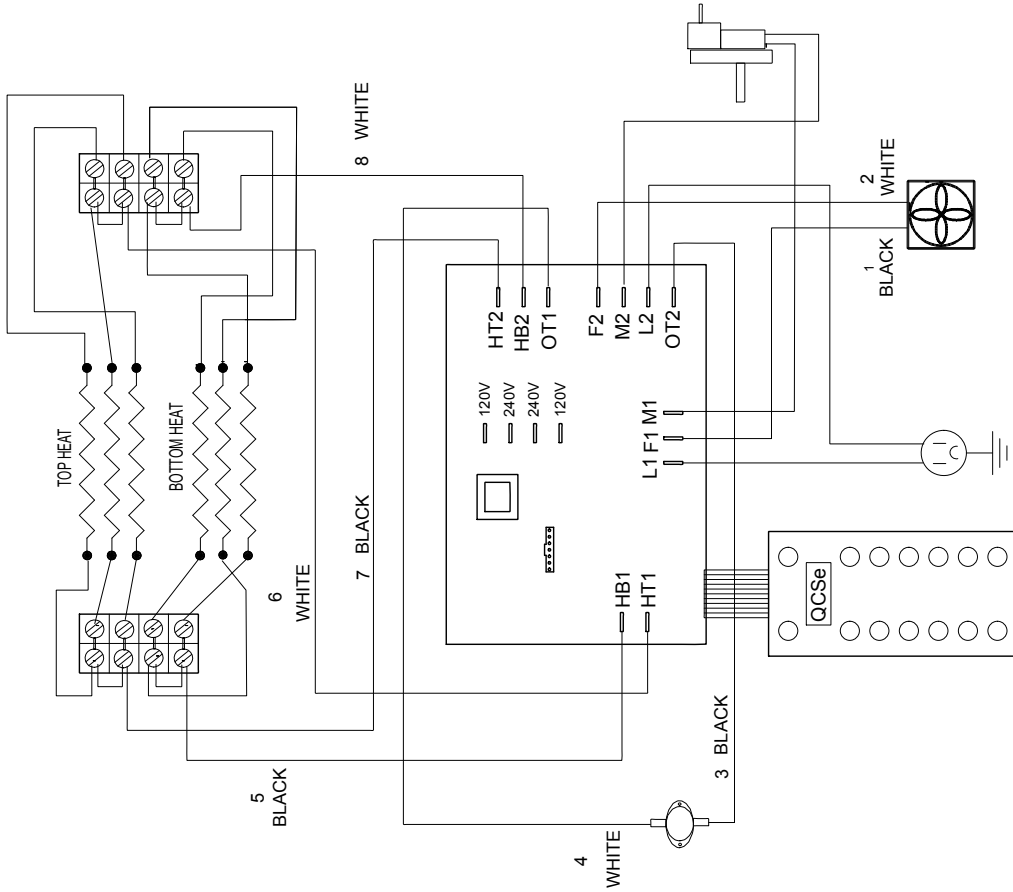 TOP HEAT
BOTTOM HEAT
8 WHITE
2
WHITE
1
BLACK
7 BLACK
6
WHITE
5
BLACK
4
WHITE
3 BLACK
HT2
HB2
OT1
F2
M2
L2
OT2
120V
240V
240V
120V
L1 F1 M1
HB1
HT1
QCSe